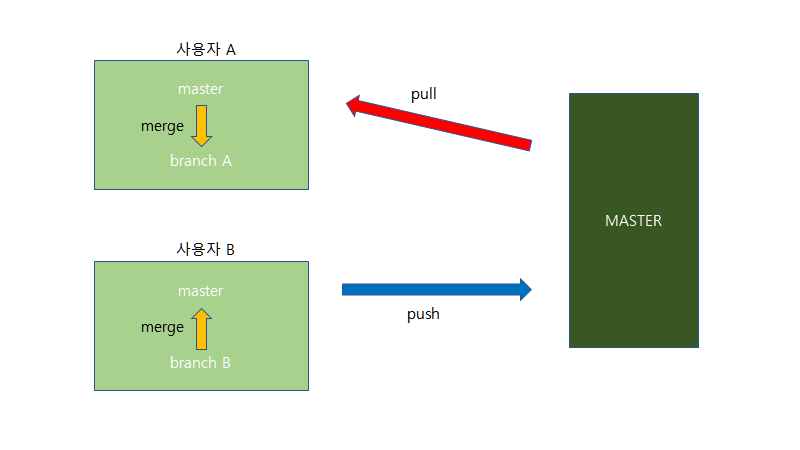 사용자 A
master
merge
branch A
pull
MASTER
사용자 B
master
merge
branch B
push